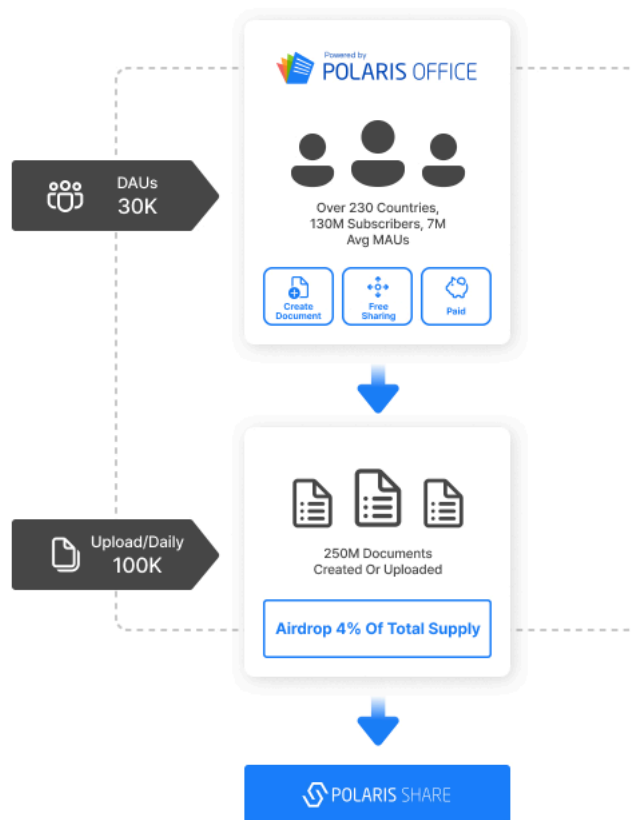 Powered by
POLARIS OFFICE
DAUs
30K
Over 230 Countries,
130M Subscribers, 7M
Avg MAUs
Create
Document
Free
Sharing
Paid
Upload/Daily
100K
250M Documents
Created Or Uploaded
Airdrop 4% Of Total Supply
POLARIS SHARE